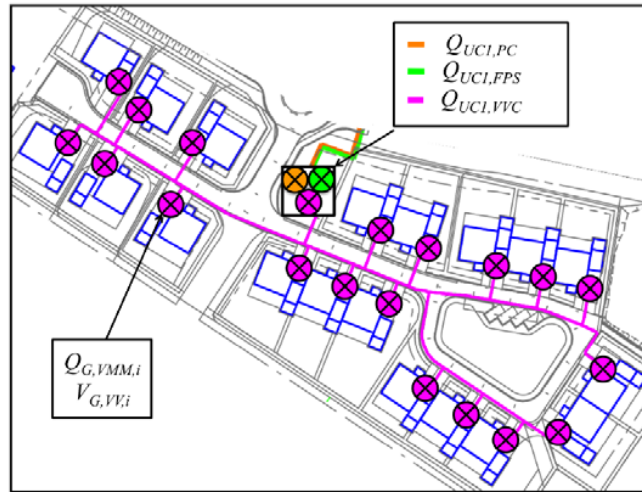 Q_{UC1,PC}
Q_{UC1,FPS}
Q_{UC1,VVC}
Q_{G,VMM,i}
V_{G,VV,i}